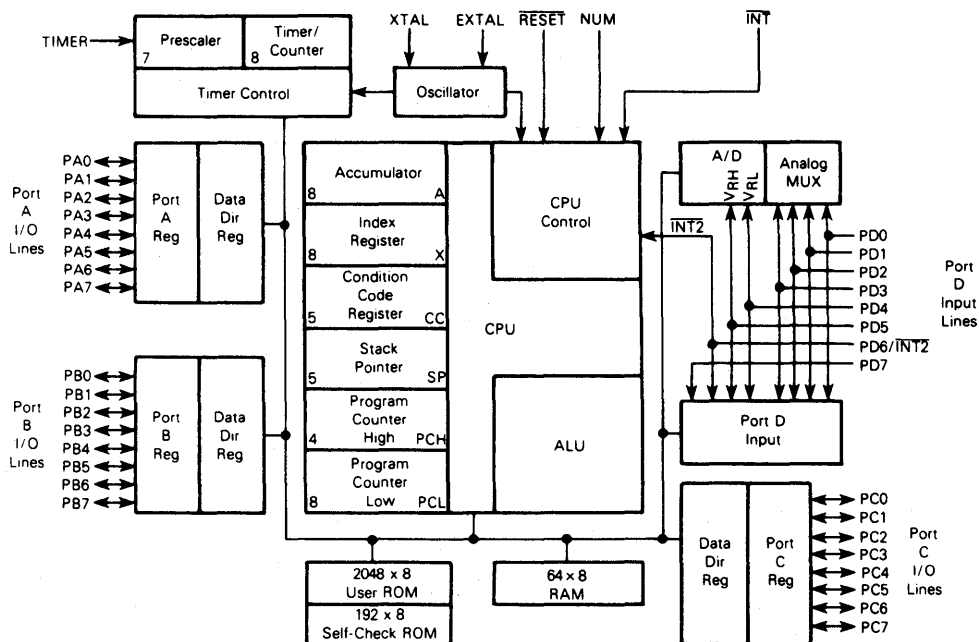 XTAL EXTAL RESET NUM INT
TIMER
Prescaler
7
Timer/
Counter
8
Timer Control
Oscillator
Port
A
I/O
Lines
PA0
PA1
PA2
PA3
PA4
PA5
PA6
PA7
Port
A
Reg
Data
Dir
Reg
Port
B
I/O
Lines
PB0
PB1
PB2
PB3
PB4
PB5
PB6
PB7
Port
B
Reg
Data
Dir
Reg
Accumulator
8 A
Index
Register
8 X
Condition
Code
Register
5 CC
Stack
Pointer
5 SP
Program
Counter
High
4 PCH
Program
Counter
Low
8 PCL
CPU
CPU
Control
ALU
INT2
A/D
VRH
VRL
Analog
MUX
PD0
PD1
PD2
PD3
PD4
PD5
PD6/INT2
PD7
Port
D
Input
Lines
Port D
Input
Data
Dir
Reg
Port
C
Reg
PC0
PC1
PC2
PC3
PC4
PC5
PC6
PC7
Port
C
I/O
Lines
2048 x 8
User ROM
192 x 8
Self-Check ROM
64 x 8
RAM